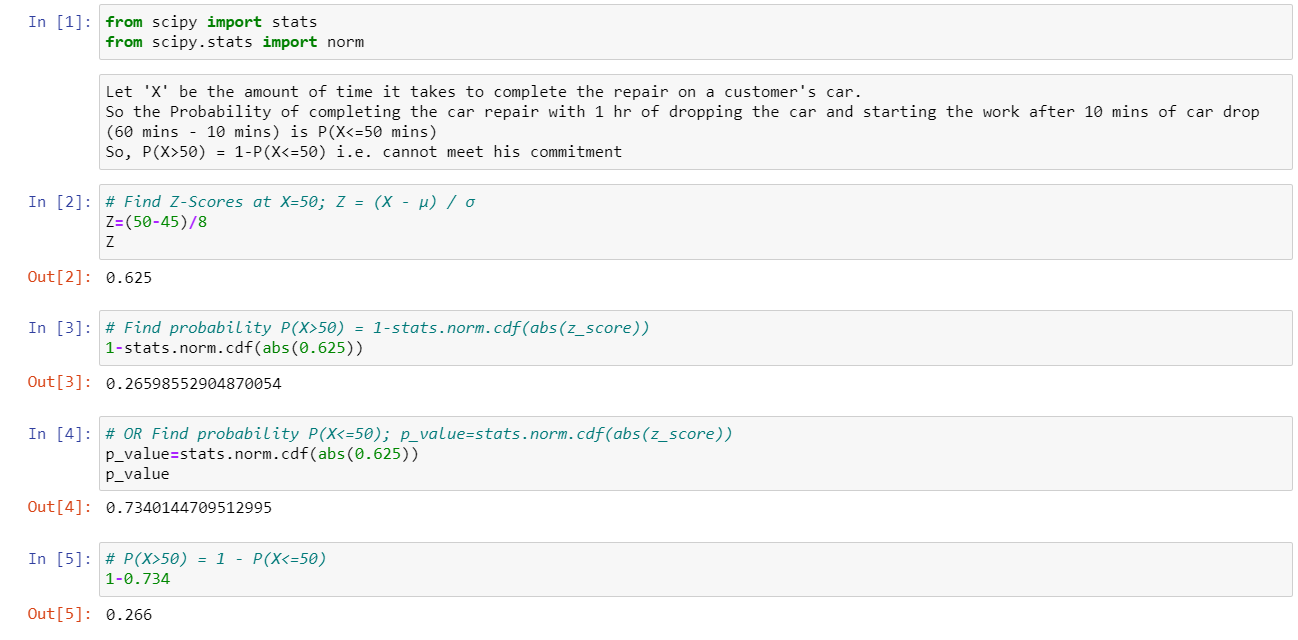 In [1]: from scipy import stats
from scipy.stats import norm
Let 'X' be the amount of time it takes to complete the repair on a customer's car.
So the Probability of completing the car repair with 1 hr of dropping the car and starting the work after 10 mins of car drop
(60 mins - 10 mins) is P(X<=50 mins)
So, P(X>50) = 1-P(X<=50) i.e. cannot meet his commitment
In [2]: # Find Z-Scores at X=50; Z = (X - μ) / σ
Z=(50-45)/8
Z
Out[2]: 0.625
In [3]: # Find probability P(X>50) = 1-stats.norm.cdf(abs(z_score))
1-stats.norm.cdf(abs(0.625))
Out[3]: 0.26598552904870054
In [4]: # OR Find probability P(X<=50); p_value=stats.norm.cdf(abs(z_score))
p_value=stats.norm.cdf(abs(0.625))
p_value
Out[4]: 0.7340144709512995
In [5]: # P(X>50) = 1 - P(X<=50)
1-0.734
Out[5]: 0.266